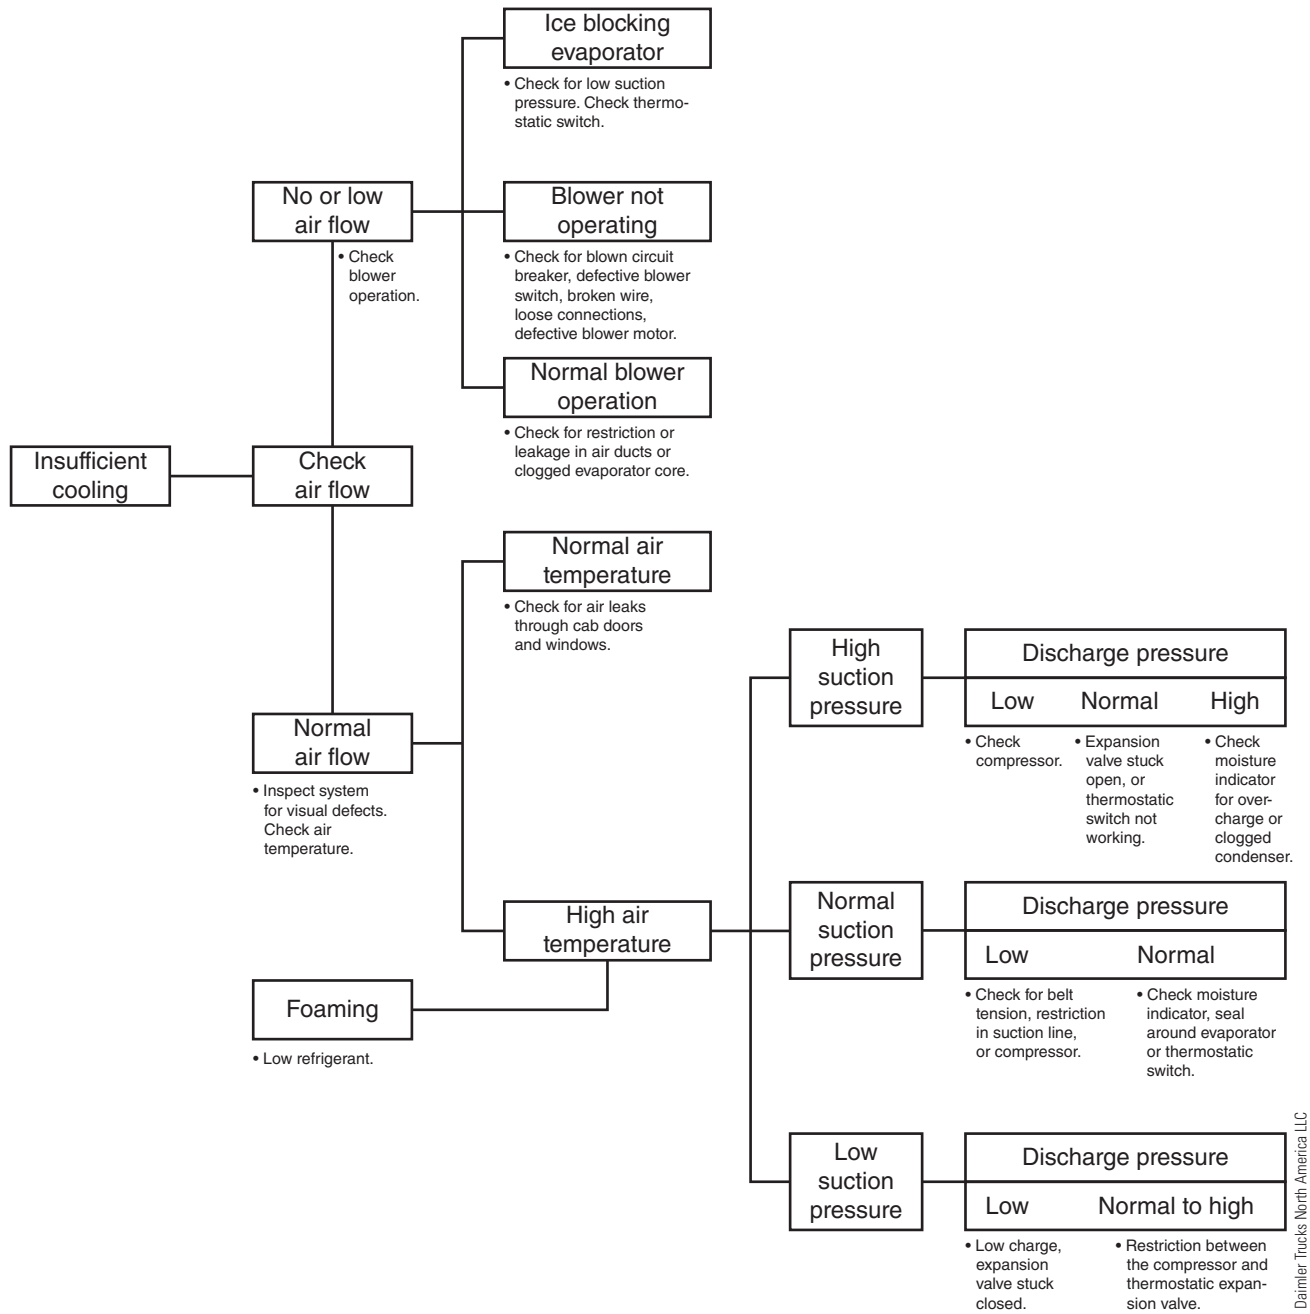 Ice blocking
evaporator
• Check for low suction
pressure. Check thermo-
static switch.
No or low
air flow
• Check
blower
operation.
Blower not
operating
• Check for blown circuit
breaker, defective blower
switch, broken wire,
loose connections,
defective blower motor.
Normal blower
operation
• Check for restriction or
leakage in air ducts or
clogged evaporator core.
Insufficient
cooling
Check
air flow
Normal air
temperature
• Check for air leaks
through cab doors
and windows.
Normal
air flow
• Inspect system
for visual defects.
Check air
temperature.
High air
temperature
Foaming
• Low refrigerant.
High
suction
pressure
Discharge pressure
Low Normal High
• Check
compressor.
• Expansion
valve stuck
open, or
thermostatic
switch not
working.
• Check
moisture
indicator
for over-
charge or
clogged
condenser.
Normal
suction
pressure
Discharge pressure
Low Normal
• Check for belt
tension, restriction
in suction line,
or compressor.
• Check moisture
indicator, seal
around evaporator
or thermostatic
switch.
Low
suction
pressure
Discharge pressure
Low Normal to high
• Low charge,
expansion
valve stuck
closed.
• Restriction between
the compressor and
thermostatic expan-
sion valve.
Daimler Trucks North America LLC